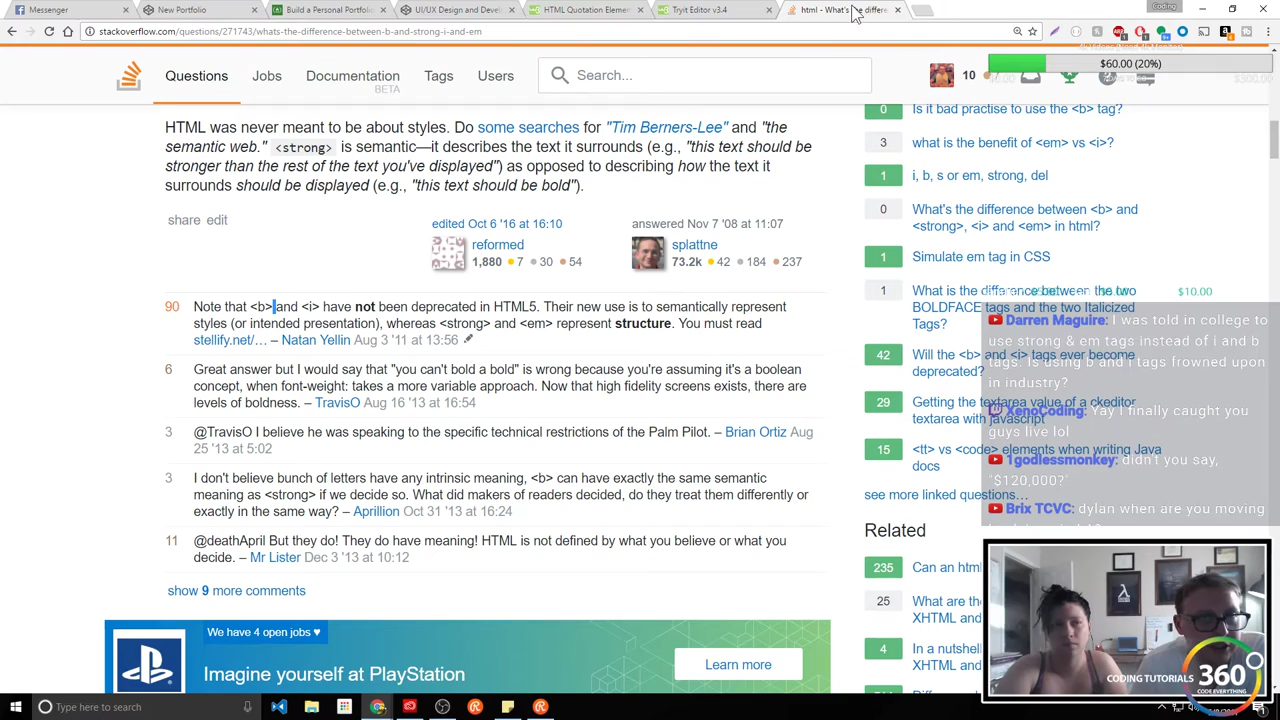 Messenger
New Portfolio
Build a Personal Portfolio
UI/UX Design and Devel
HTML Quotation Elemen
Tryit Editor v3.4
html - What's the differe
Coding
stackoverflow.com/questions/271743/whats-the-difference-between-b-and-strong-i-and-em
Questions
Jobs
Documentation
BETA
Tags
Users
Search...
10
$60.00 (20%)
HTML was never meant to be about styles. Do some searches for "Tim Berners-Lee" and "the
semantic web." <strong> is semantic—it describes the text it surrounds (e.g., "this text should be
stronger than the rest of the text you've displayed") as opposed to describing how the text it
surrounds should be displayed (e.g., "this text should be bold").
share edit
edited Oct 6 '16 at 16:10
reformed
1,880 7 30 54
answered Nov 7 '08 at 11:07
splattne
73.2k 42 184 237
90 Note that <b> and <i> have not been deprecated in HTML5. Their new use is to semantically represent
styles (or intended presentation), whereas <strong> and <em> represent structure. You must read
stellify.net/… – Natan Yellin Aug 3 '11 at 13:56
6 Great answer but I would say that "you can't bold a bold" is wrong because you're assuming it's a boolean
concept, when font-weight: takes a more variable approach. Now that high fidelity screens exists, there are
levels of boldness. – TravisO Aug 16 '13 at 16:54
3 @TravisO I believe he was speaking to the specific technical restrictions of the Palm Pilot. – Brian Ortiz Aug
25 '13 at 5:02
3 I don't believe bunch of letters have any intrinsic meaning, <b> can have exactly the same semantic
meaning as <strong> if we decide so. What did makers of readers decided, do they treat them differently or
exactly in the same way? – Aprillion Oct 31 '13 at 16:24
11 @deathApril But they do! They do have meaning! HTML is not defined by what you believe or what you
decide. – Mr Lister Dec 3 '13 at 10:12
show 9 more comments
We have 4 open jobs ♥
Imagine yourself at PlayStation
Learn more
0 Is it bad practise to use the <b> tag?
3 what is the benefit of <em> vs <i>?
1 i, b, s or em, strong, del
0 What's the difference between <b> and
<strong>, <i> and <em> in html?
1 Simulate em tag in CSS
1 What is the difference between the two
BOLDFACE tags and the two Italicized
Tags?
42 Will the <b> and <i> tags ever become
deprecated?
29 Getting the textarea value of a ckeditor
textarea with javascript
15 <tt> vs <code> elements when writing Java
docs
see more linked questions…
Related
235 Can an html
25 What are the
XHTML and
4 In a nutshell
XHTML and
$10.00
Darren Maguire: I was told in college to
use strong & em tags instead of i and b
tags. Is using b and i tags frowned upon
in industry?
XenoCoding: Yay I finally caught you
guys live lol
1godlessmonkey: didn't you say,
"$120,000?"
Brix TCVC: dylan when are you moving
CODING TUTORIALS
360°
CODE EVERYTHING
Type here to search